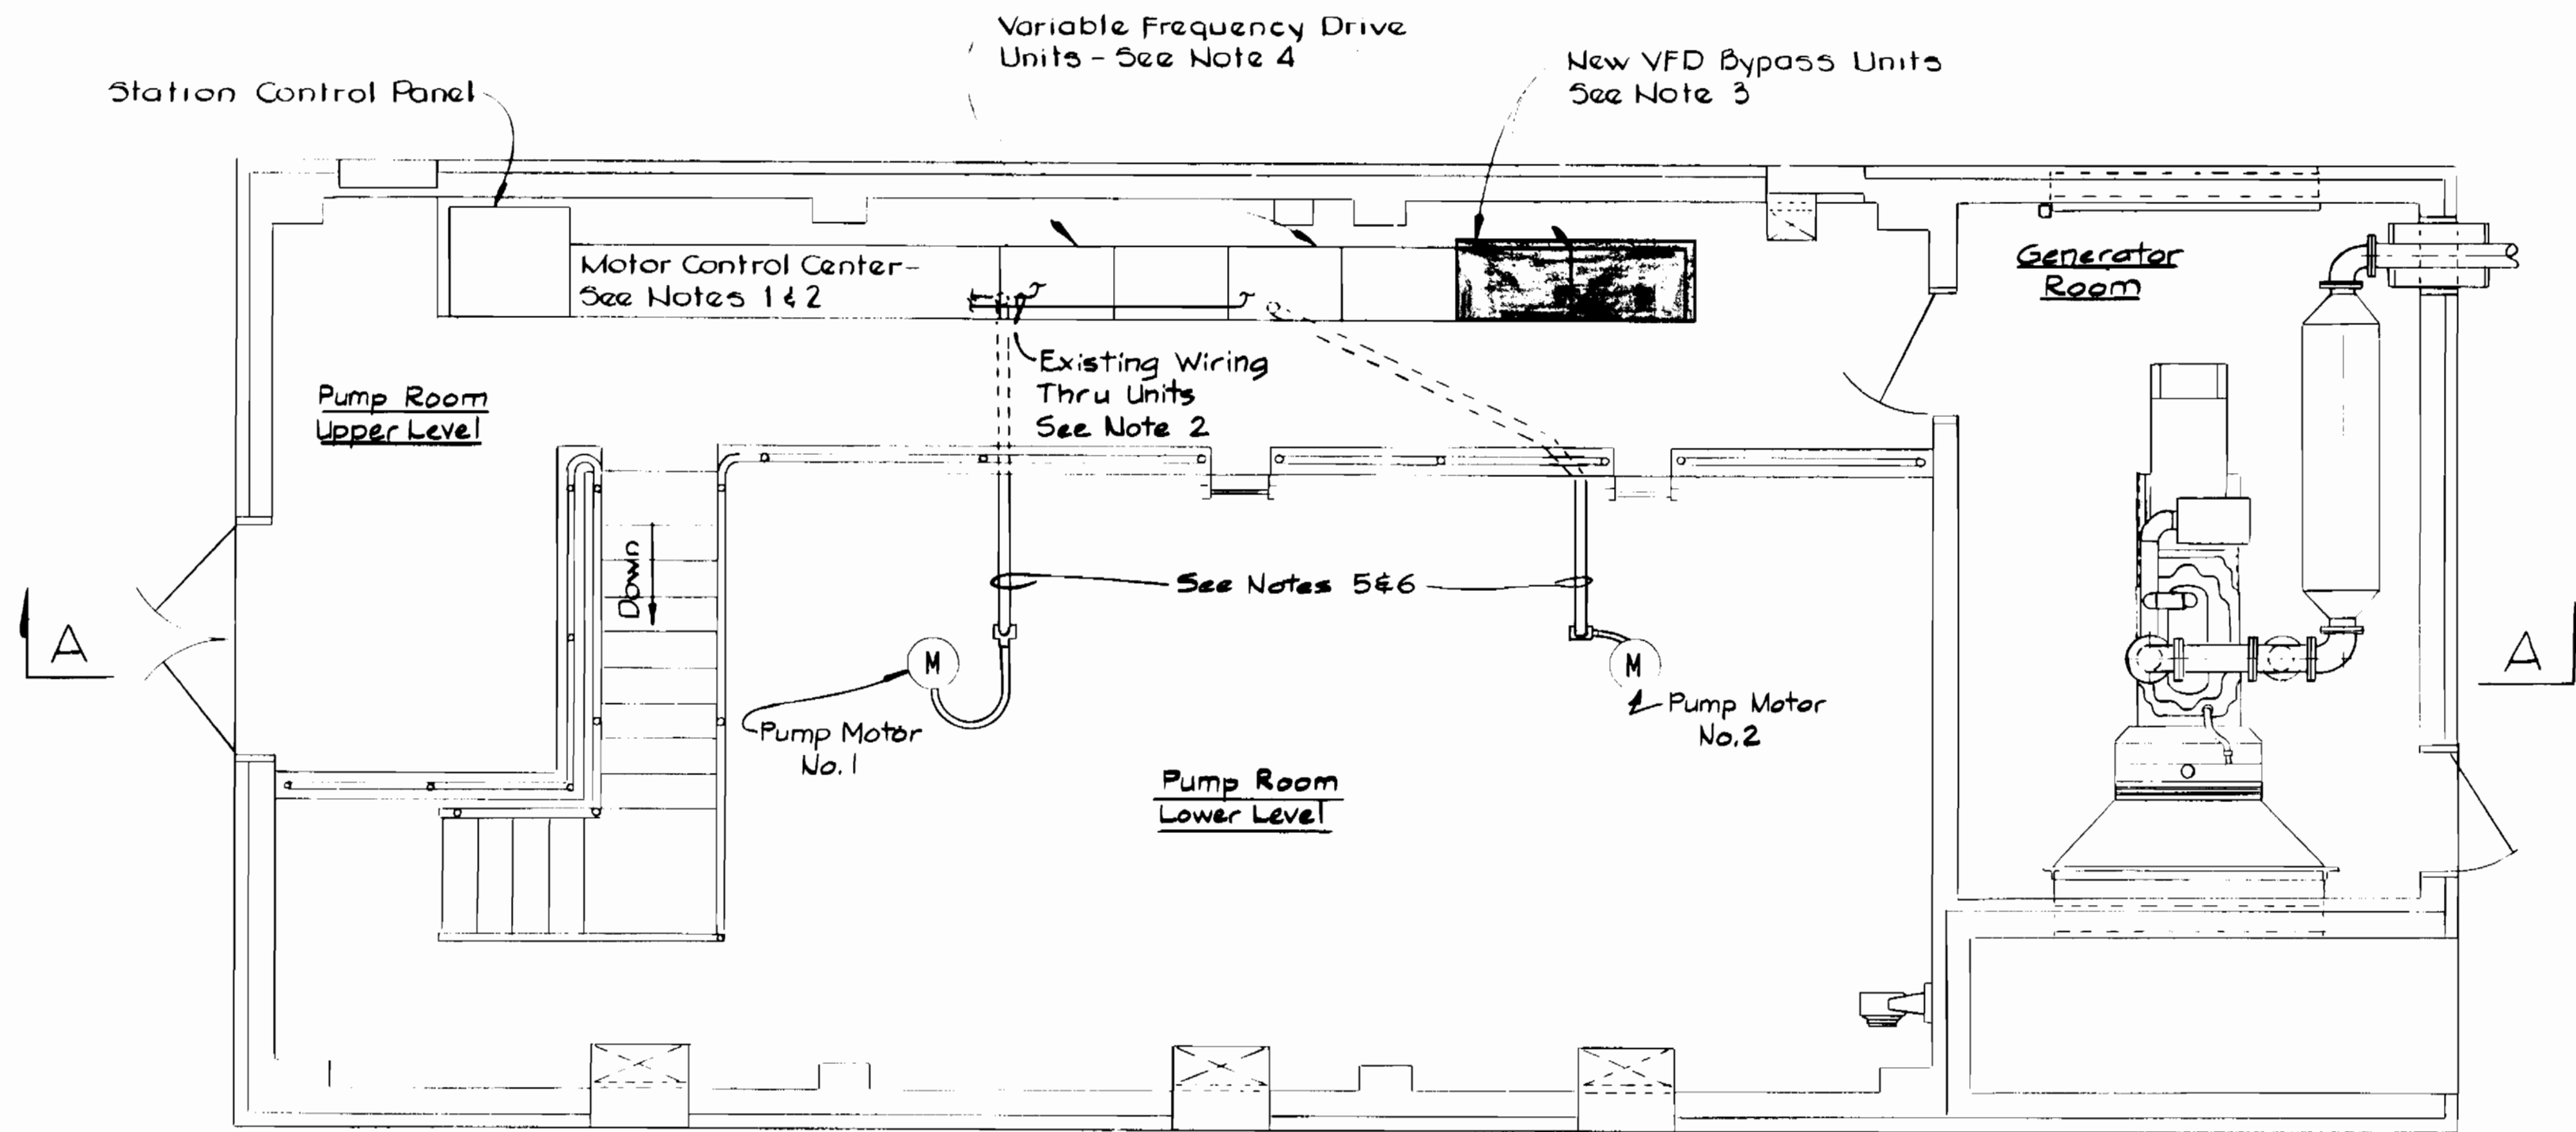 Variable Frequency Drive
Units - See Note 4
New VFD Bypass Units
See Note 3
Station Control Panel
Motor Control Center-
See Notes 1 & 2
Generator
Room
Existing Wiring
Thru Units
See Note 2
Pump Room
Upper Level
Down
See Notes 5 & 6
A
A
M
M
Pump Motor
No. 1
Pump Motor
No. 2
Pump Room
Lower Level